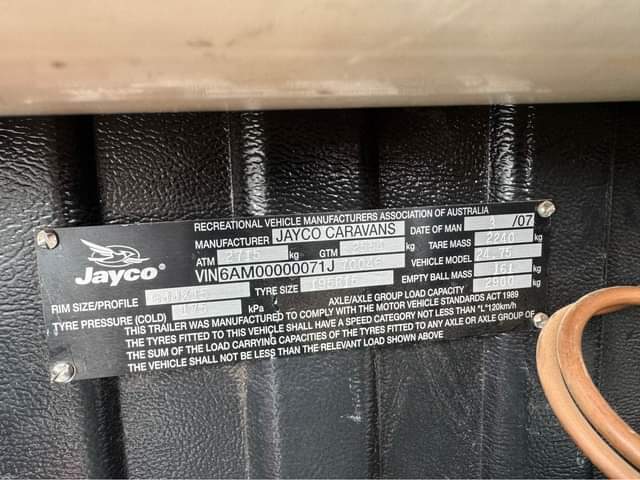 RECREATIONAL VEHICLE MANUFACTURERS ASSOCIATION OF AUSTRALIA
Jayco
MANUFACTURER JAYCO CARAVANS DATE OF MAN 3 /07
ATM 2715 kg GTM kg TARE MASS 2240 kg
VIN 6AM00000071J VEHICLE MODEL
RIM SIZE/PROFILE TYRE SIZE 195R15 EMPTY BALL MASS 161 kg
TYRE PRESSURE (COLD) kPa AXLE/AXLE GROUP LOAD CAPACITY 2900 kg
THIS TRAILER WAS MANUFACTURED TO COMPLY WITH THE MOTOR VEHICLE STANDARDS ACT 1989
THE TYRES FITTED TO THIS VEHICLE SHALL HAVE A SPEED CATEGORY NOT LESS THAN "L"120km/h
THE SUM OF THE LOAD CARRYING CAPACITIES OF THE TYRES FITTED TO ANY AXLE OR AXLE GROUP OF
THE VEHICLE SHALL NOT BE LESS THAN THE RELEVANT LOAD SHOWN ABOVE